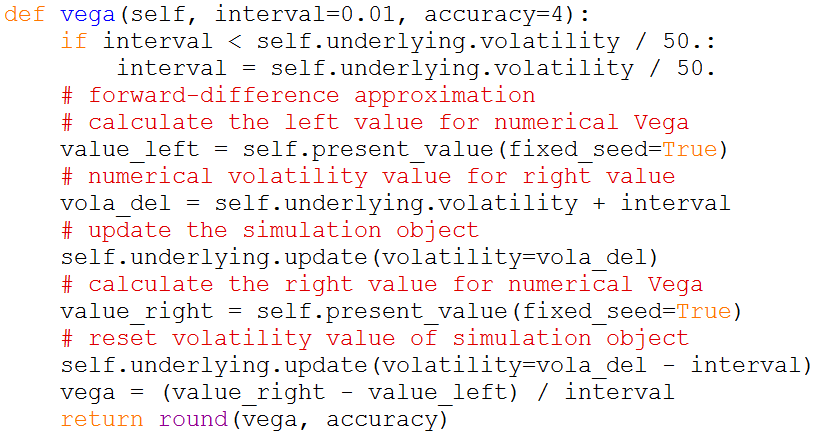 def vega(self, interval=0.01, accuracy=4):
    if interval < self.underlying.volatility / 50.:
        interval = self.underlying.volatility / 50.
    # forward-difference approximation
    # calculate the left value for numerical Vega
    value_left = self.present_value(fixed_seed=True)
    # numerical volatility value for right value
    vola_del = self.underlying.volatility + interval
    # update the simulation object
    self.underlying.update(volatility=vola_del)
    # calculate the right value for numerical Vega
    value_right = self.present_value(fixed_seed=True)
    # reset volatility value of simulation object
    self.underlying.update(volatility=vola_del - interval)
    vega = (value_right - value_left) / interval
    return round(vega, accuracy)